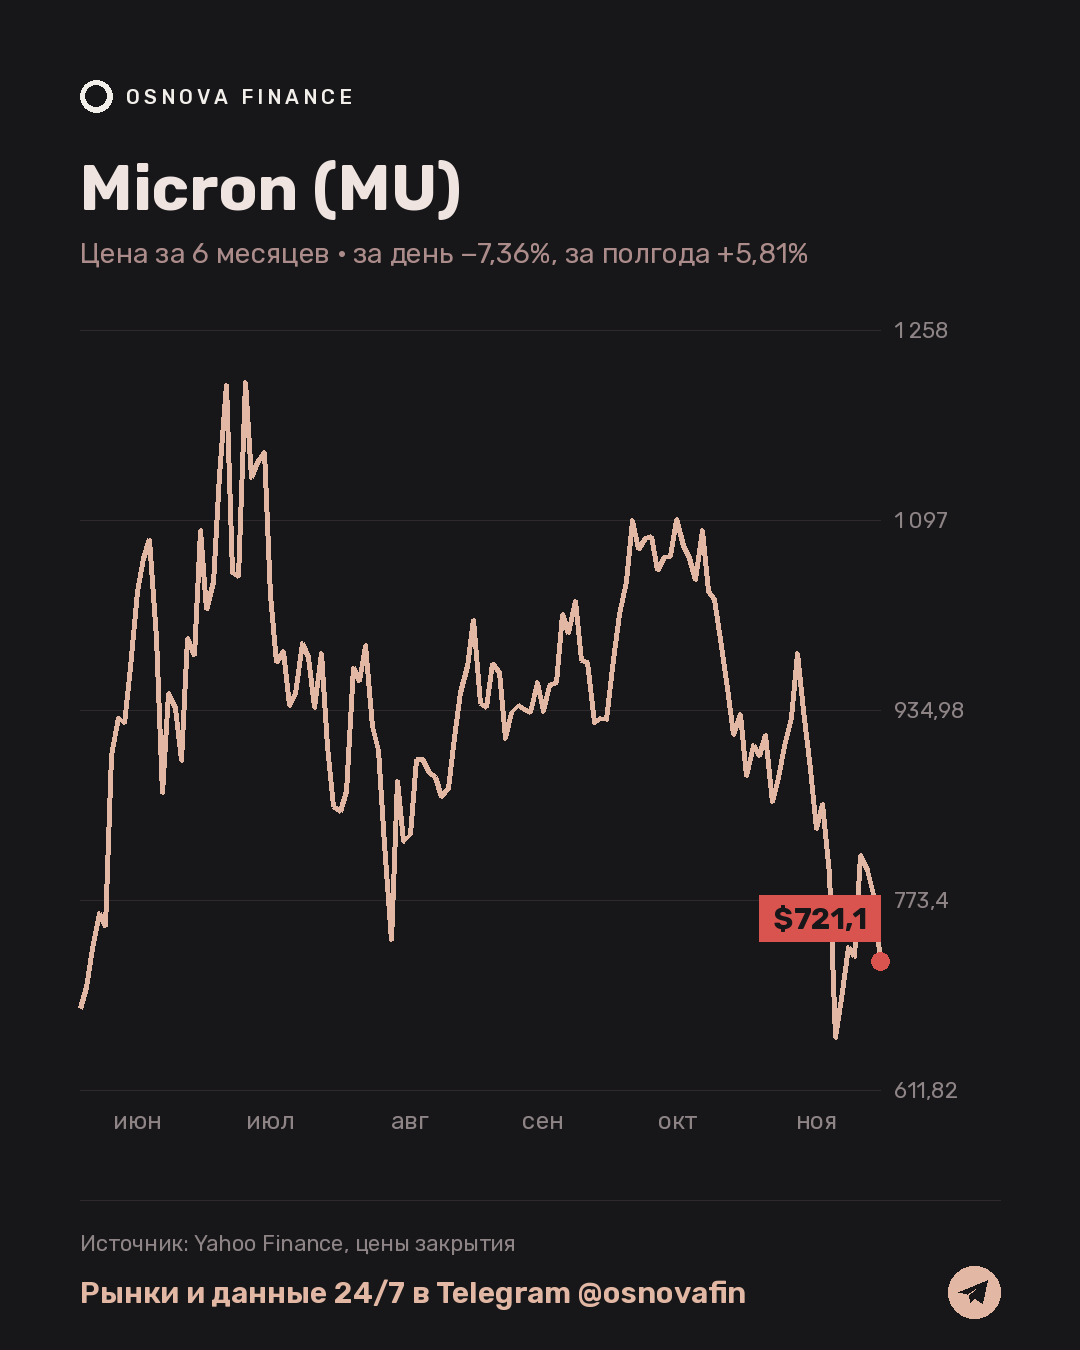 OSNOVA FINANCE
Micron (MU)
Цена за 6 месяцев • за день −7,36%, за полгода +5,81%
1 258
1 097
934,98
773,4
$721,1
611,82
июн июл авг сен окт ноя
Источник: Yahoo Finance, цены закрытия
Рынки и данные 24/7 в Telegram @osnovafin